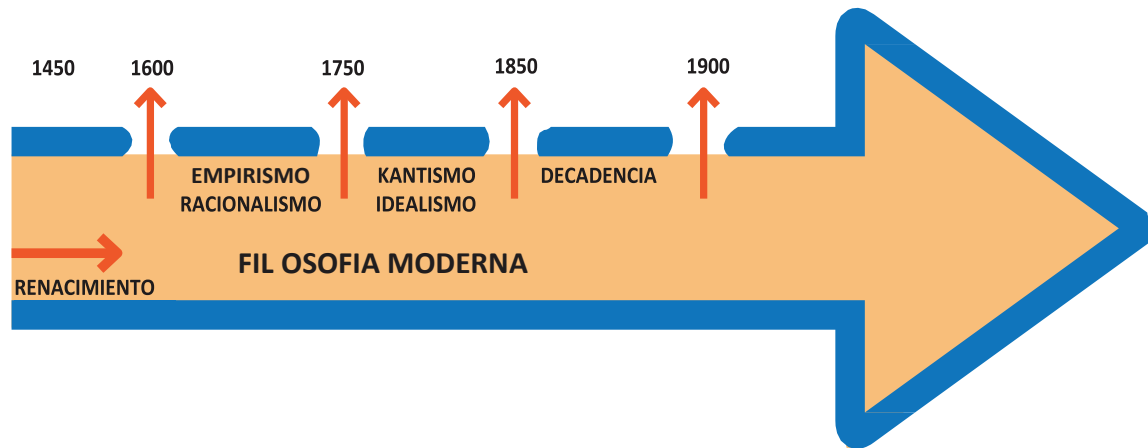 1450 1600 1750 1850 1900
EMPIRISMO KANTISMO DECADENCIA
RACIONALISMO IDEALISMO
FIL OSOFIA MODERNA
RENACIMIENTO